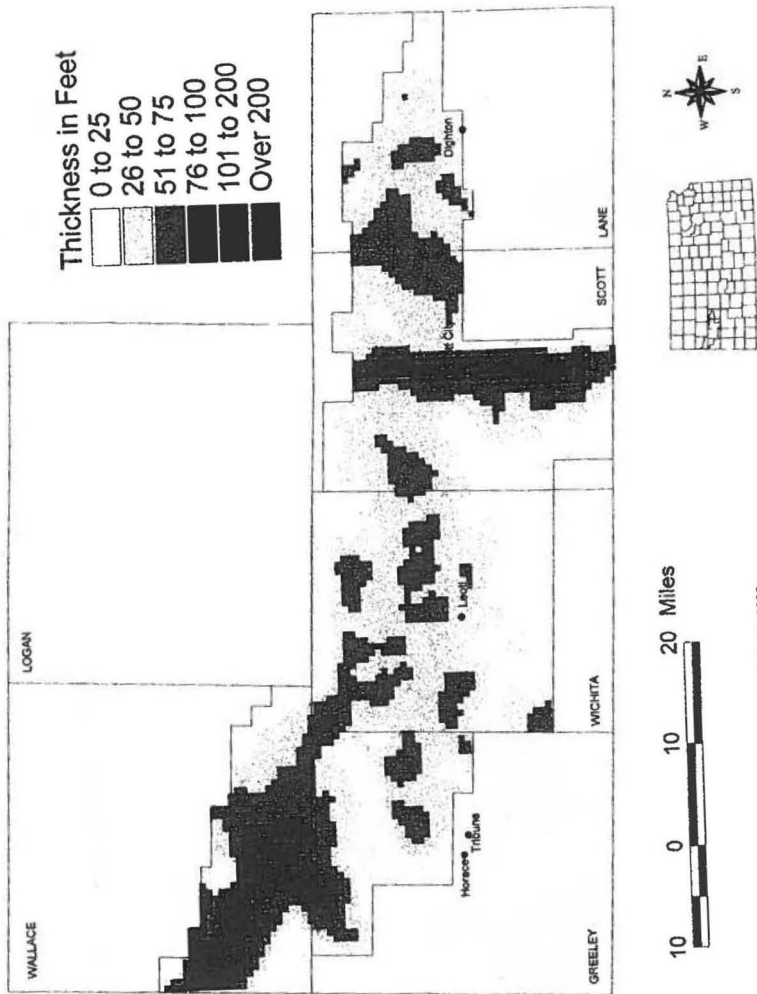 Thickness in Feet
0 to 25
26 to 50
51 to 75
76 to 100
101 to 200
Over 200
WALLACE
LOGAN
GREELEY
WICHITA
SCOTT
LANE
Horace
Tribune
Leoti
Dighton
10 0 10 20 Miles
N
W E
S